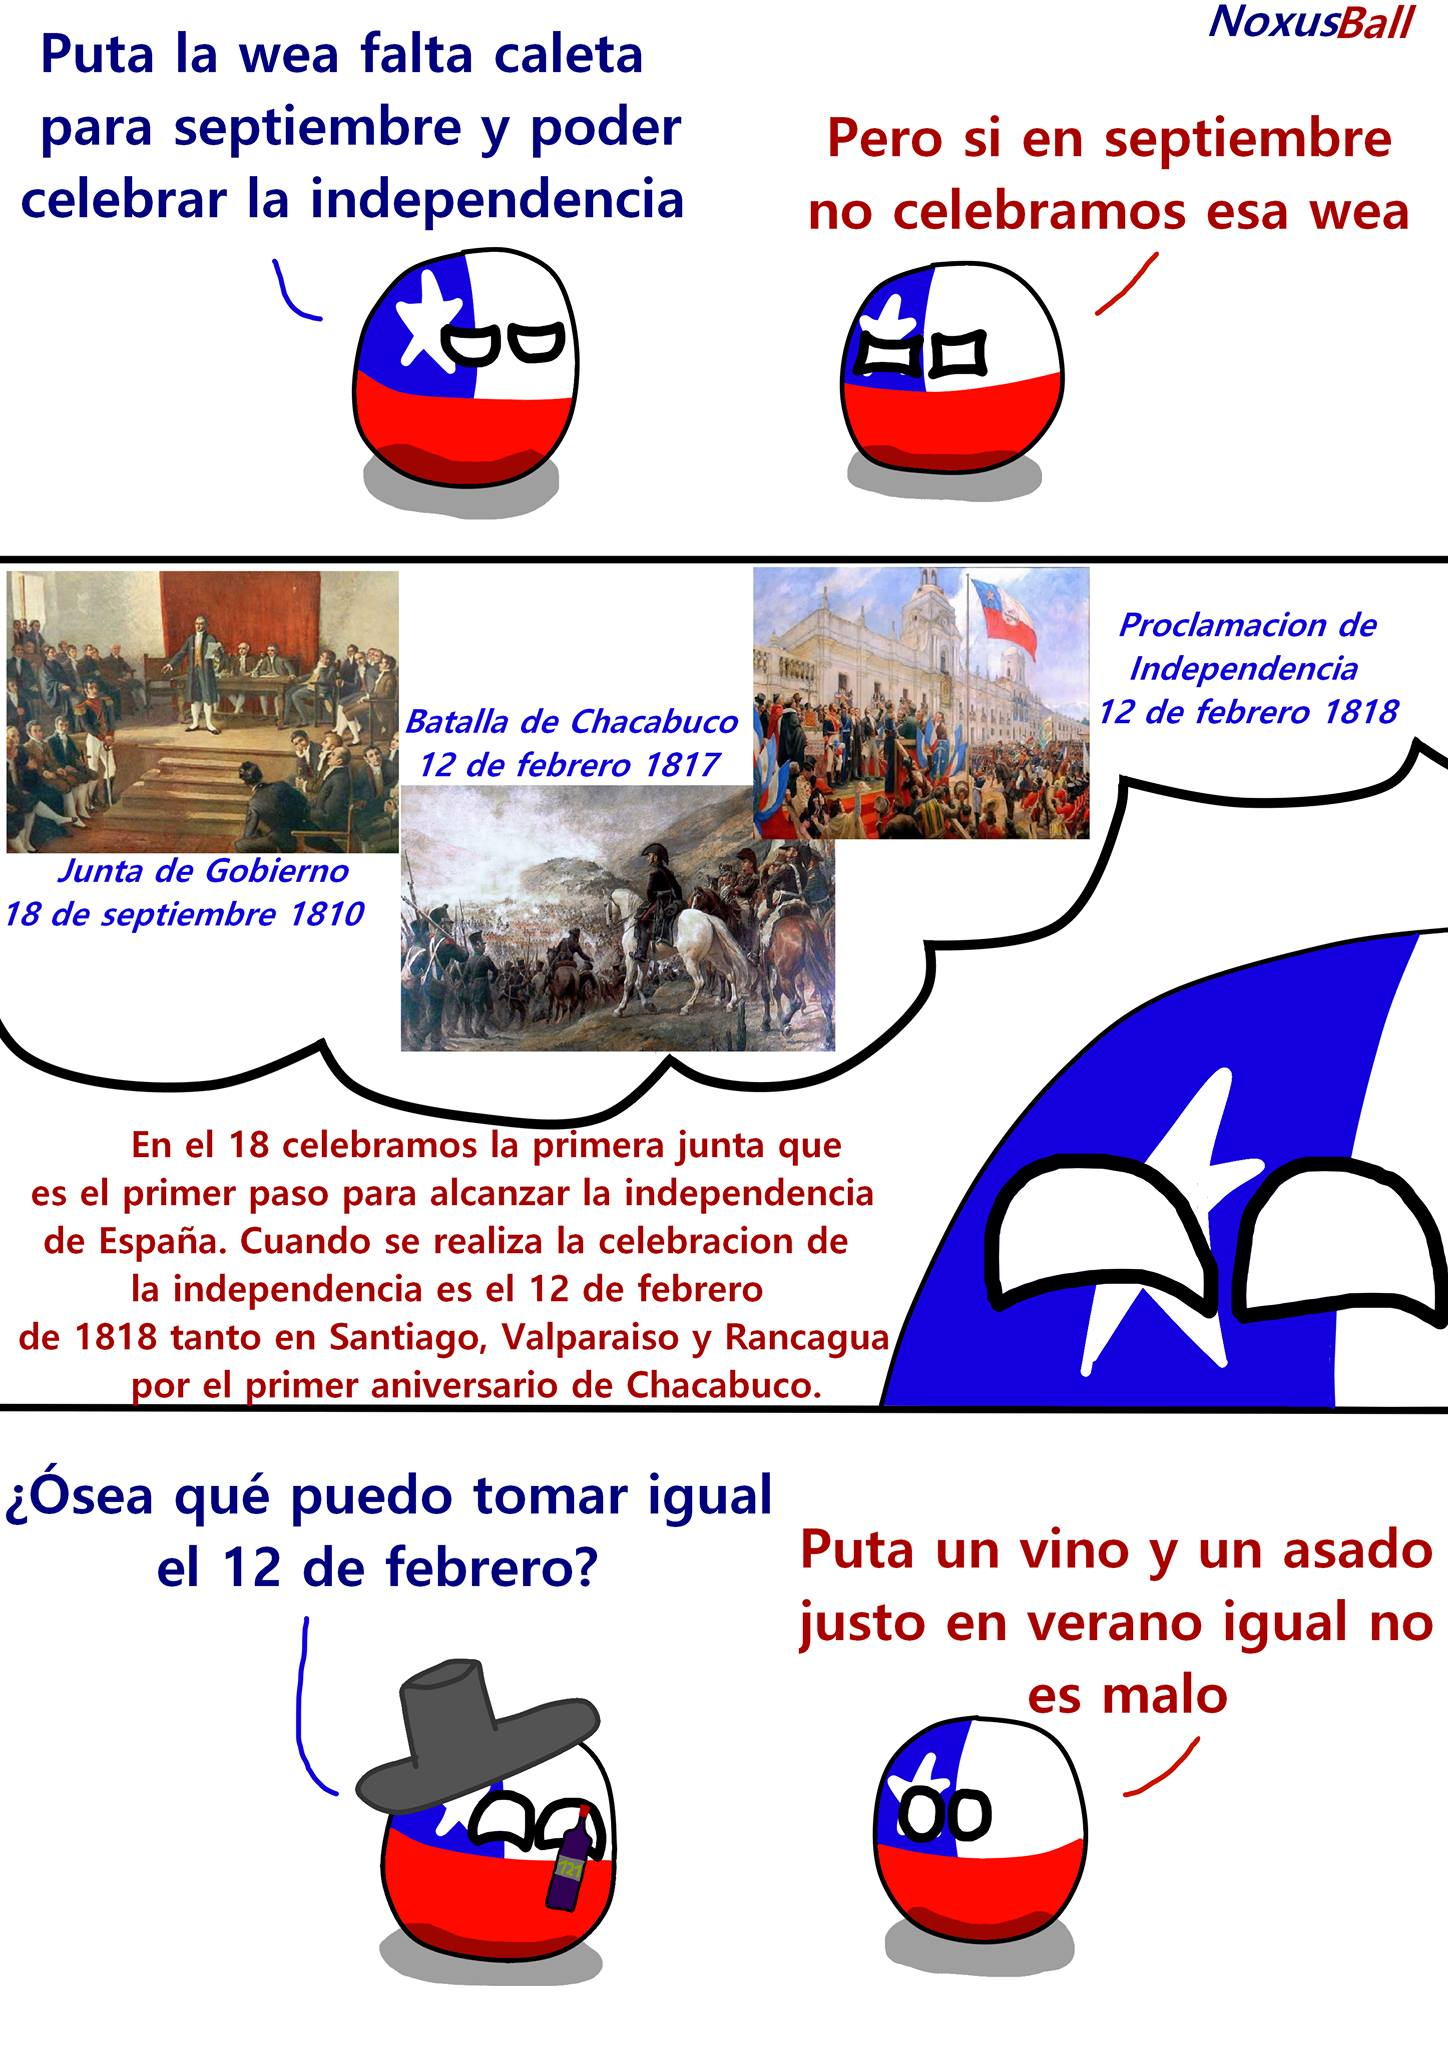 NoxusBall
Puta la wea falta caleta
para septiembre y poder
celebrar la independencia
Pero si en septiembre
no celebramos esa wea
Junta de Gobierno
18 de septiembre 1810
Batalla de Chacabuco
12 de febrero 1817
Proclamacion de
Independencia
12 de febrero 1818
En el 18 celebramos la primera junta que
es el primer paso para alcanzar la independencia
de España. Cuando se realiza la celebracion de
la independencia es el 12 de febrero
de 1818 tanto en Santiago, Valparaiso y Rancagua
por el primer aniversario de Chacabuco.
¿Ósea qué puedo tomar igual
el 12 de febrero?
Puta un vino y un asado
justo en verano igual no
es malo
121